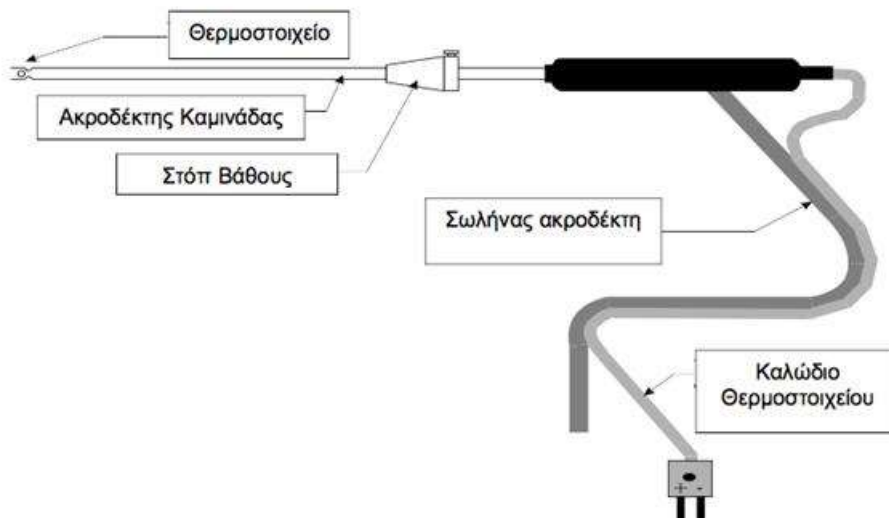 Θερμοστοιχείο
Ακροδέκτης Καμινάδας
Στόπ Βάθους
Σωλήνας ακροδέκτη
Καλώδιο
Θερμοστοιχείου
+ -